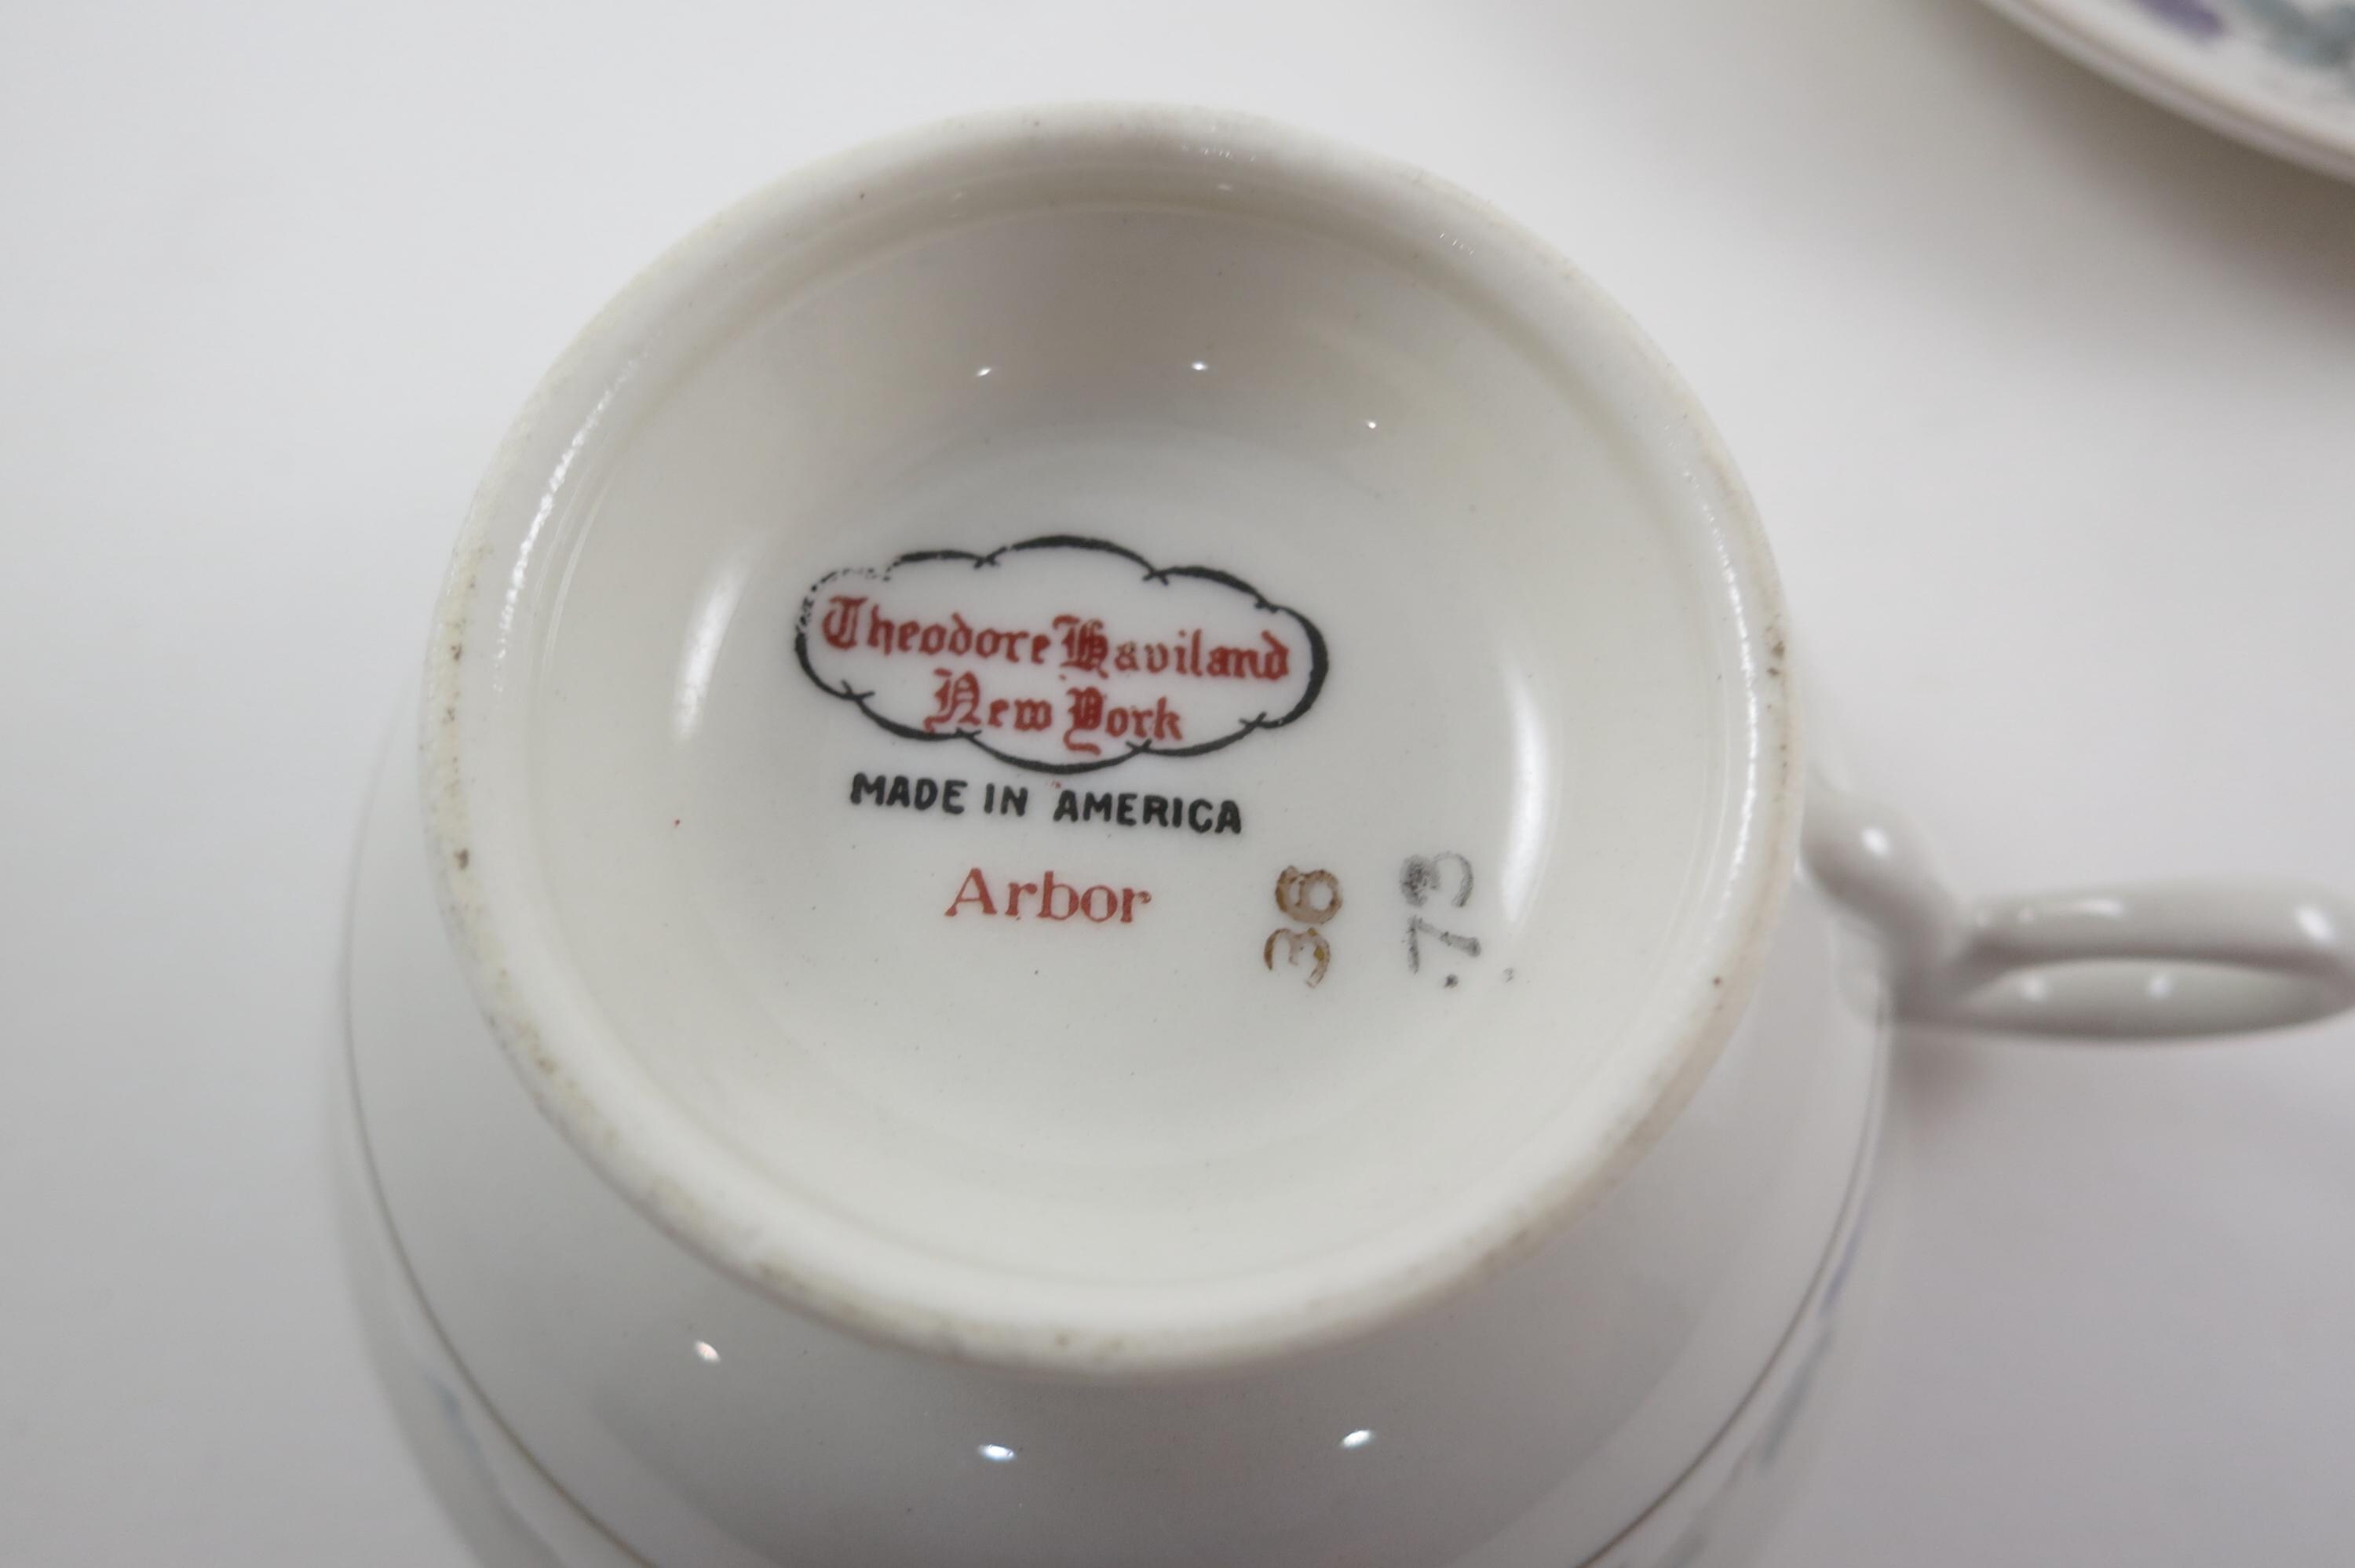 Theodore Haviland
New York
MADE IN AMERICA
Arbor
36
.73